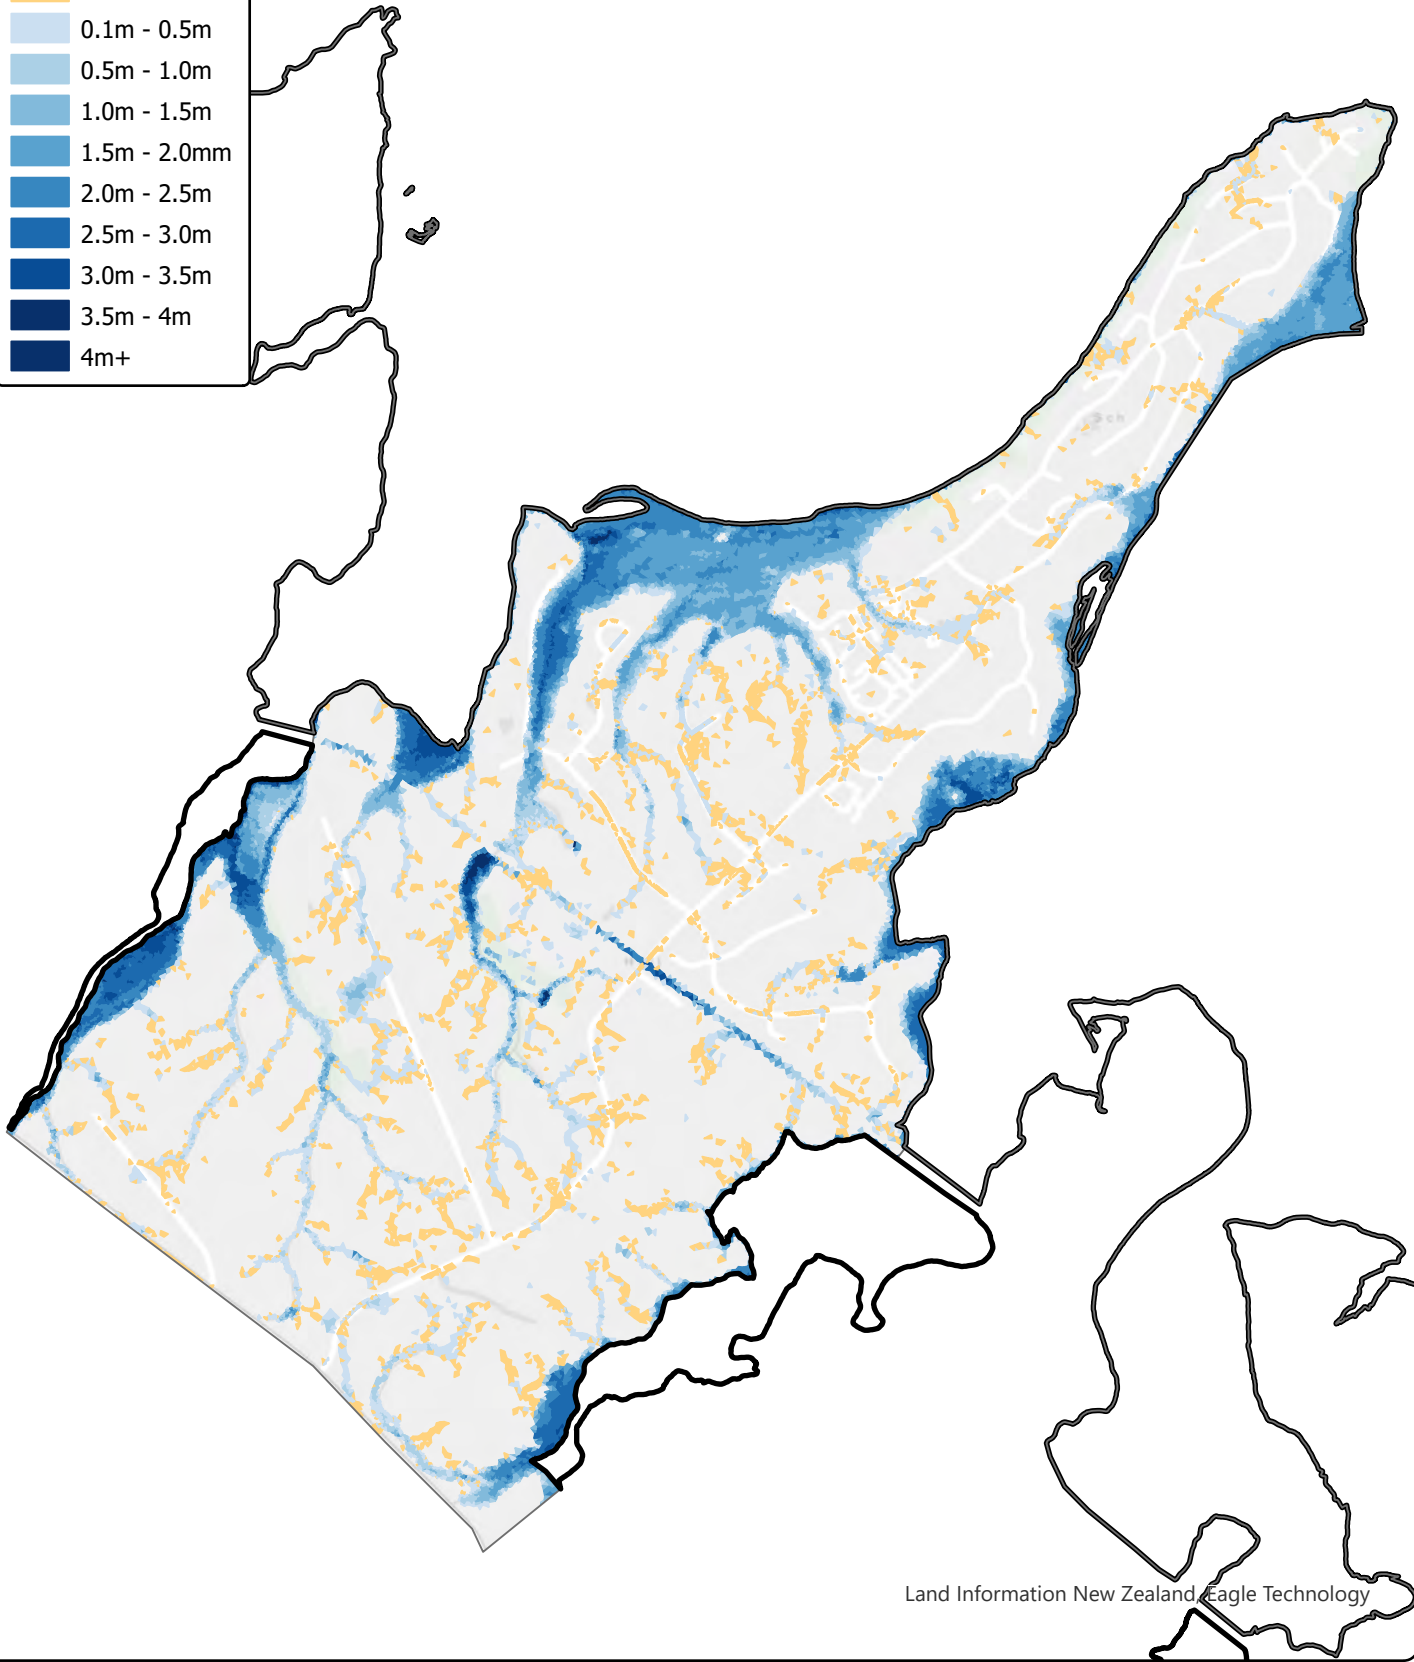 0.1m - 0.5m
0.5m - 1.0m
1.0m - 1.5m
1.5m - 2.0mm
2.0m - 2.5m
2.5m - 3.0m
3.0m - 3.5m
3.5m - 4m
4m+
Sch
Land Information New Zealand, Eagle Technology